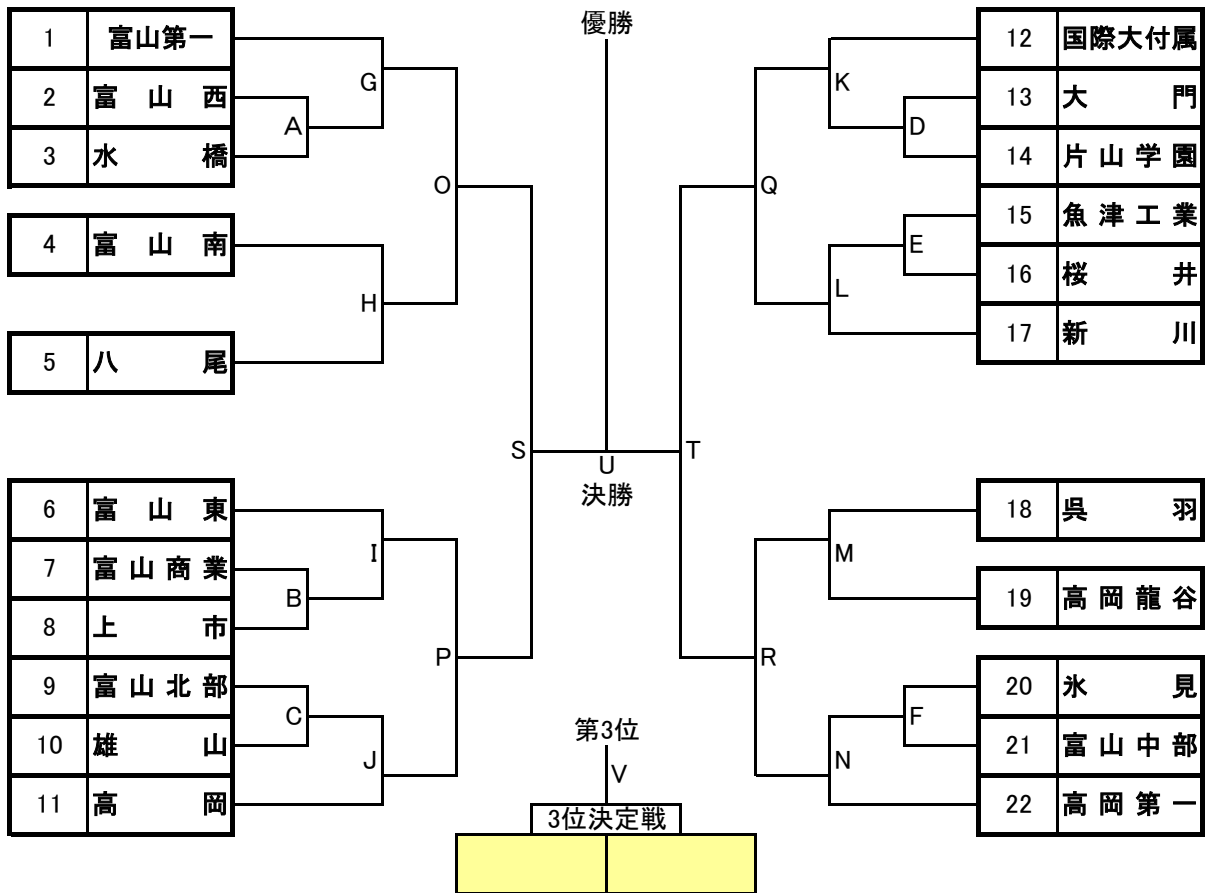 優勝
1 富山第一
G
2 富山西
A
3 水橋
O
4 富山南
H
5 八尾
S
6 富山東
I
7 富山商業
B
8 上市
P
9 富山北部
C
10 雄山
J
11 高岡
12 国際大付属
K
13 大門
D
14 片山学園
Q
15 魚津工業
E
16 桜井
L
17 新川
T
U
決勝
18 呉羽
M
19 高岡龍谷
R
20 氷見
F
21 富山中部
N
22 高岡第一
第3位
V
3位決定戦